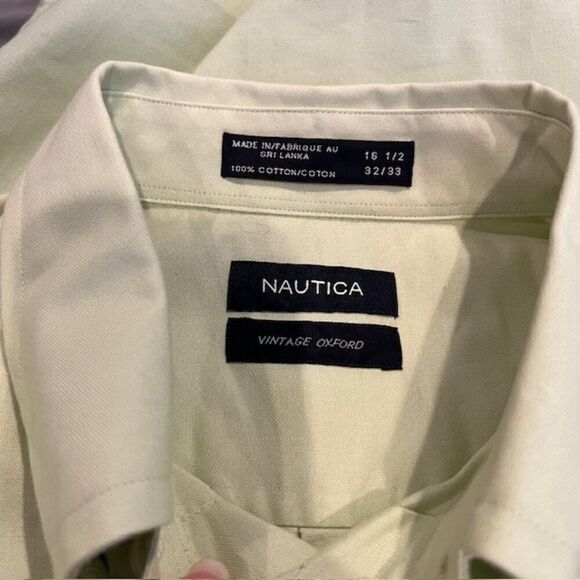 MADE IN/FABRIQUE AU
SRI LANKA 16 1/2
100% COTTON/COTON 32/33
NAUTICA
VINTAGE OXFORD